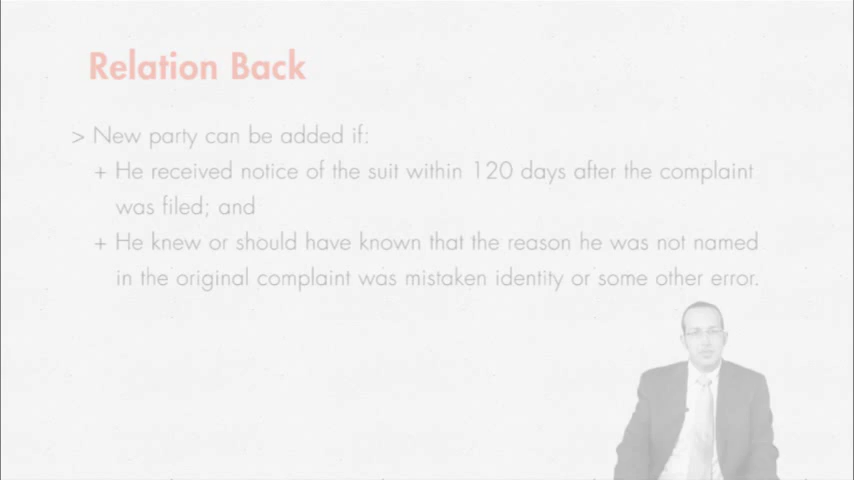 Relation Back
> New party can be added if:
+ He received notice of the suit within 120 days after the complaint
was filed; and
+ He knew or should have known that the reason he was not named
in the original complaint was mistaken identity or some other error.